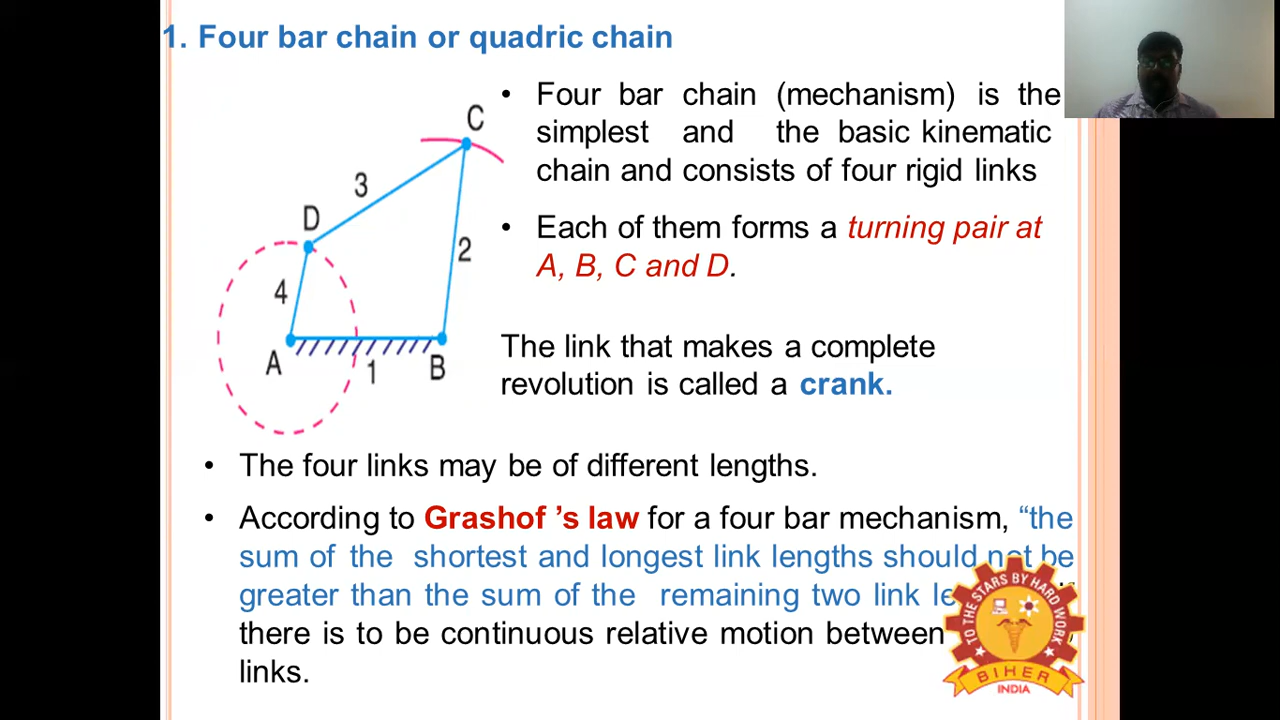 1. Four bar chain or quadric chain
C
3
D
2
4
A
1
B
• Four bar chain (mechanism) is the
simplest and the basic kinematic
chain and consists of four rigid links
• Each of them forms a turning pair at
A, B, C and D.
The link that makes a complete
revolution is called a crank.
• The four links may be of different lengths.
• According to Grashof ’s law for a four bar mechanism, “the
sum of the shortest and longest link lengths should not be
greater than the sum of the remaining two link
there is to be continuous relative motion between
links.
TO THE STARS BY HARD WORK
BIHER
INDIA